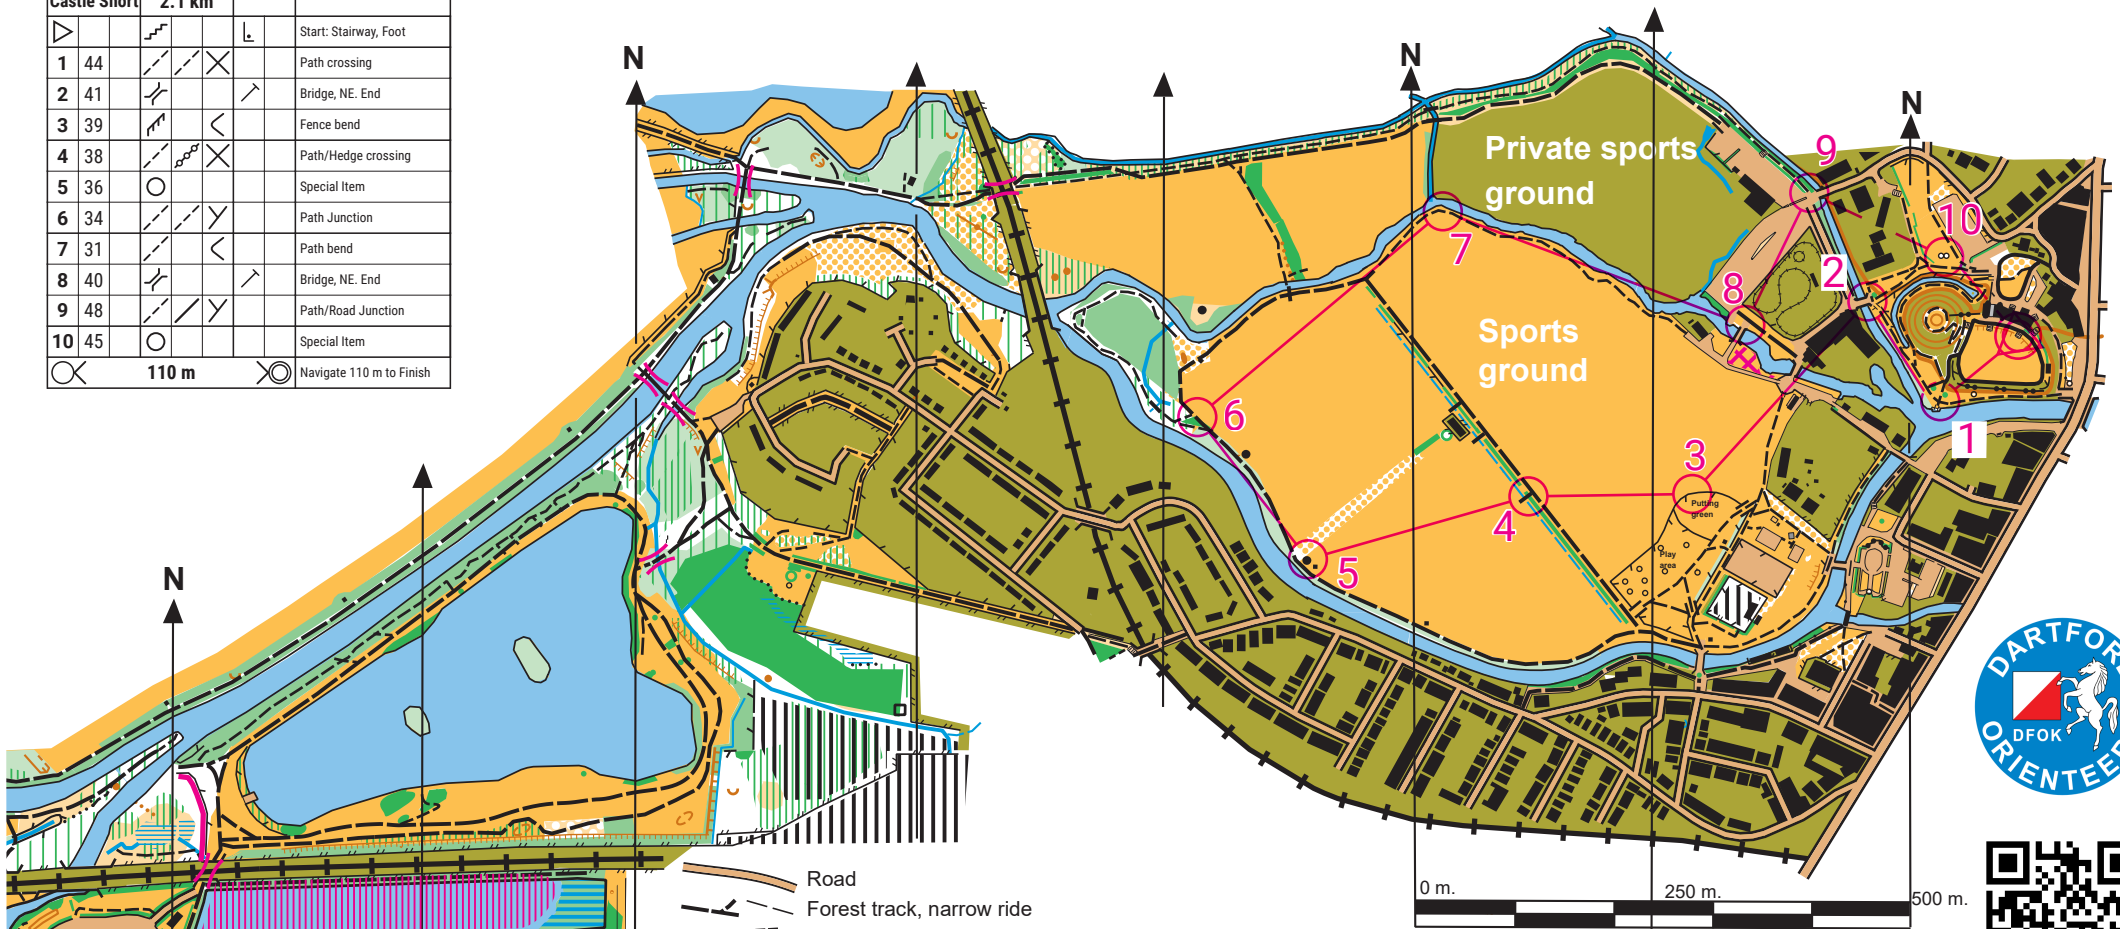 Castle Short 2.1 km
Start: Stairway, Foot
1 44 Path crossing
2 41 Bridge, NE. End
3 39 Fence bend
4 38 Path/Hedge crossing
5 36 Special Item
6 34 Path Junction
7 31 Path bend
8 40 Bridge, NE. End
9 48 Path/Road Junction
10 45 Special Item
110 m Navigate 110 m to Finish
N
N
N
N
Private sports
ground
9
10
7
2
8
Sports
ground
6
1
3
Putting
green
4
Play
area
5
DARTFOR
DFOK
ORIENTEE
Road
Forest track, narrow ride
0 m.
250 m.
500 m.